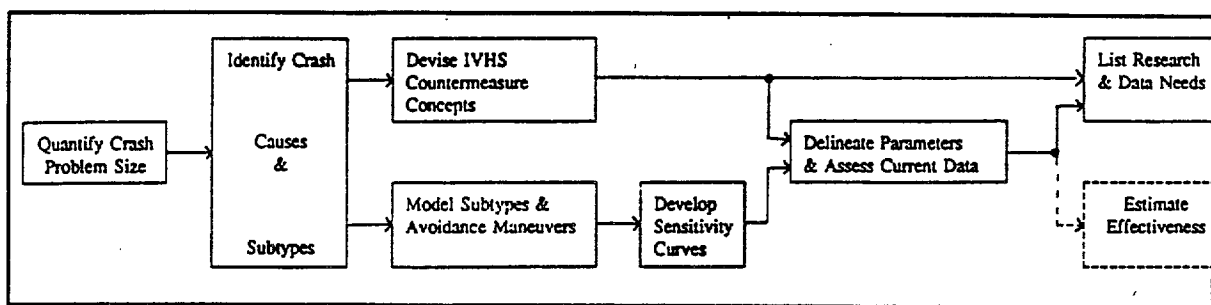 Quantify Crash
Problem Size
Identify Crash
Causes
&
Subtypes
Devise IVHS
Countermeasure
Concepts
Model Subtypes &
Avoidance Maneuvers
Develop
Sensitivity
Curves
Delineate Parameters
& Assess Current Data
List Research
& Data Needs
Estimate
Effectiveness